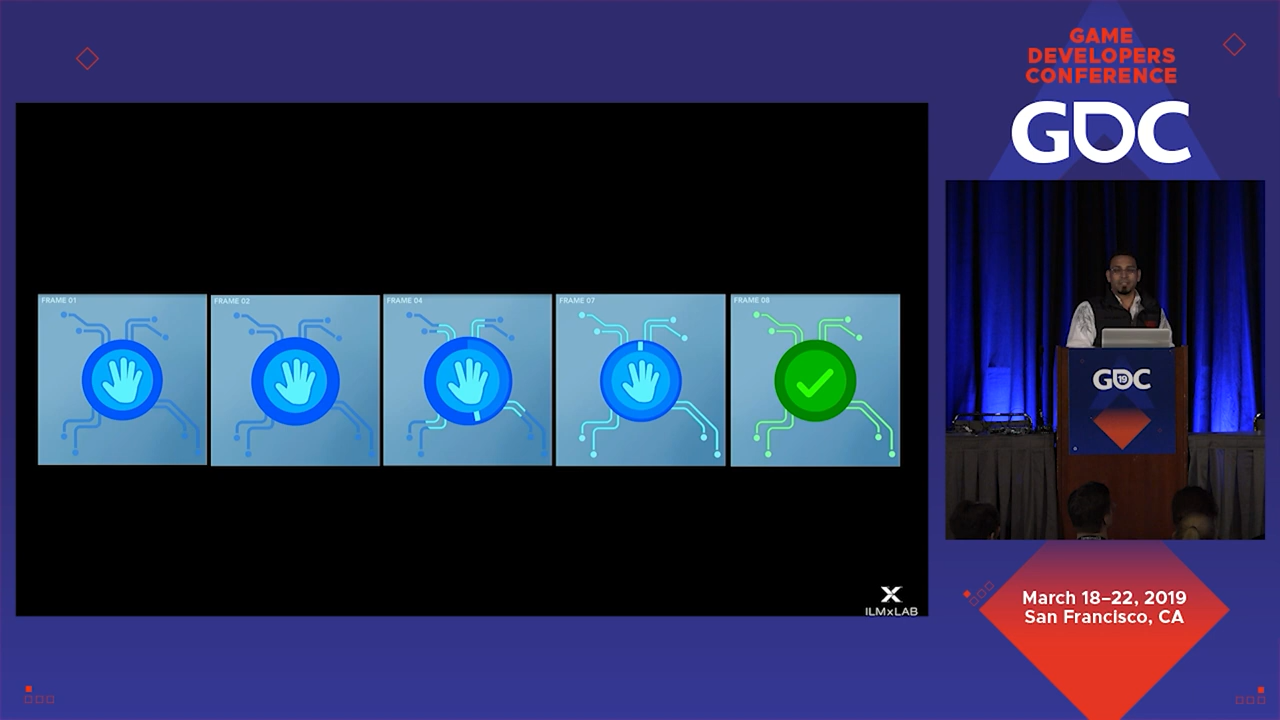 GAME
DEVELOPERS
CONFERENCE
GDC
FRAME 01
FRAME 02
FRAME 04
FRAME 07
FRAME 08
GDC
19
ILMxLAB
March 18–22, 2019
San Francisco, CA